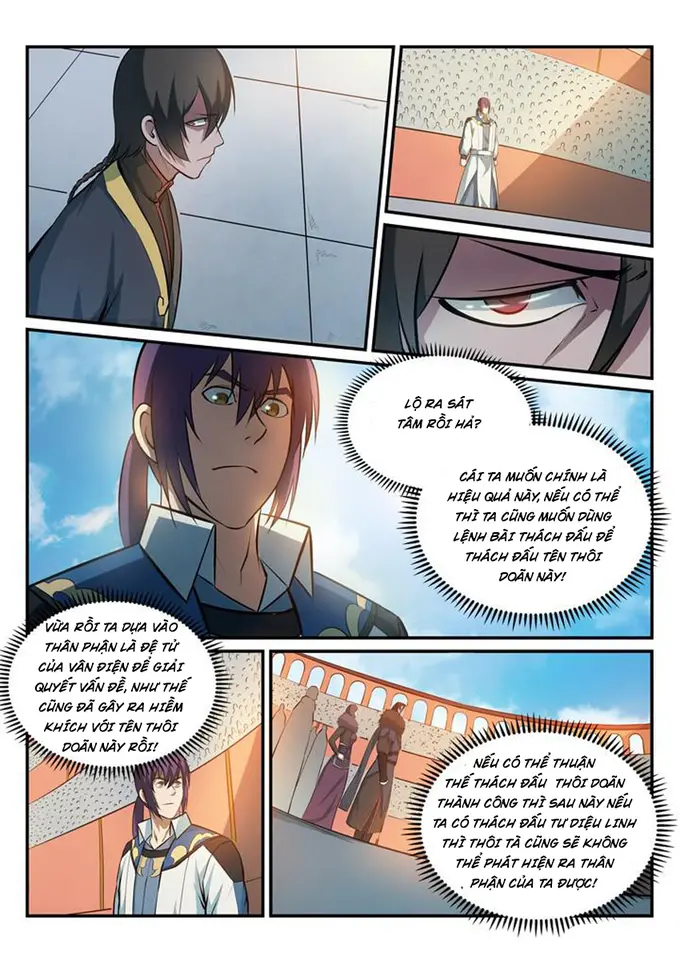 LỘ RA SÁT
TÂM RỒI HẢ?
CÁI TA MUỐN CHÍNH LÀ
HIỆU QUẢ NÀY, NẾU CÓ THỂ
THÌ TA CŨNG MUỐN DÙNG
LỆNH BÀI THÁCH ĐẤU ĐỂ
THÁCH ĐẤU TÊN THÔI
DOÃN NÀY!
VỪA RỒI TA DỰA VÀO
THÂN PHẬN LÀ ĐỆ TỬ
CỦA VÂN ĐIỆN ĐỂ GIẢI
QUYẾT VẤN ĐỀ, NHƯ THẾ
CŨNG ĐÃ GÂY RA HIỀM
KHÍCH VỚI TÊN THÔI
DOÃN NÀY RỒI!
NẾU CÓ THỂ THUẬN
THẾ THÁCH ĐẤU THÔI DOÃN
THÀNH CÔNG THÌ SAU NÀY NẾU
TA CÓ THÁCH ĐẤU TƯ DIỆU LINH
THÌ THÔI TÀ CŨNG SẼ KHÔNG
THỂ PHÁT HIỆN RA THÂN
PHẬN CỦA TA ĐƯỢC!